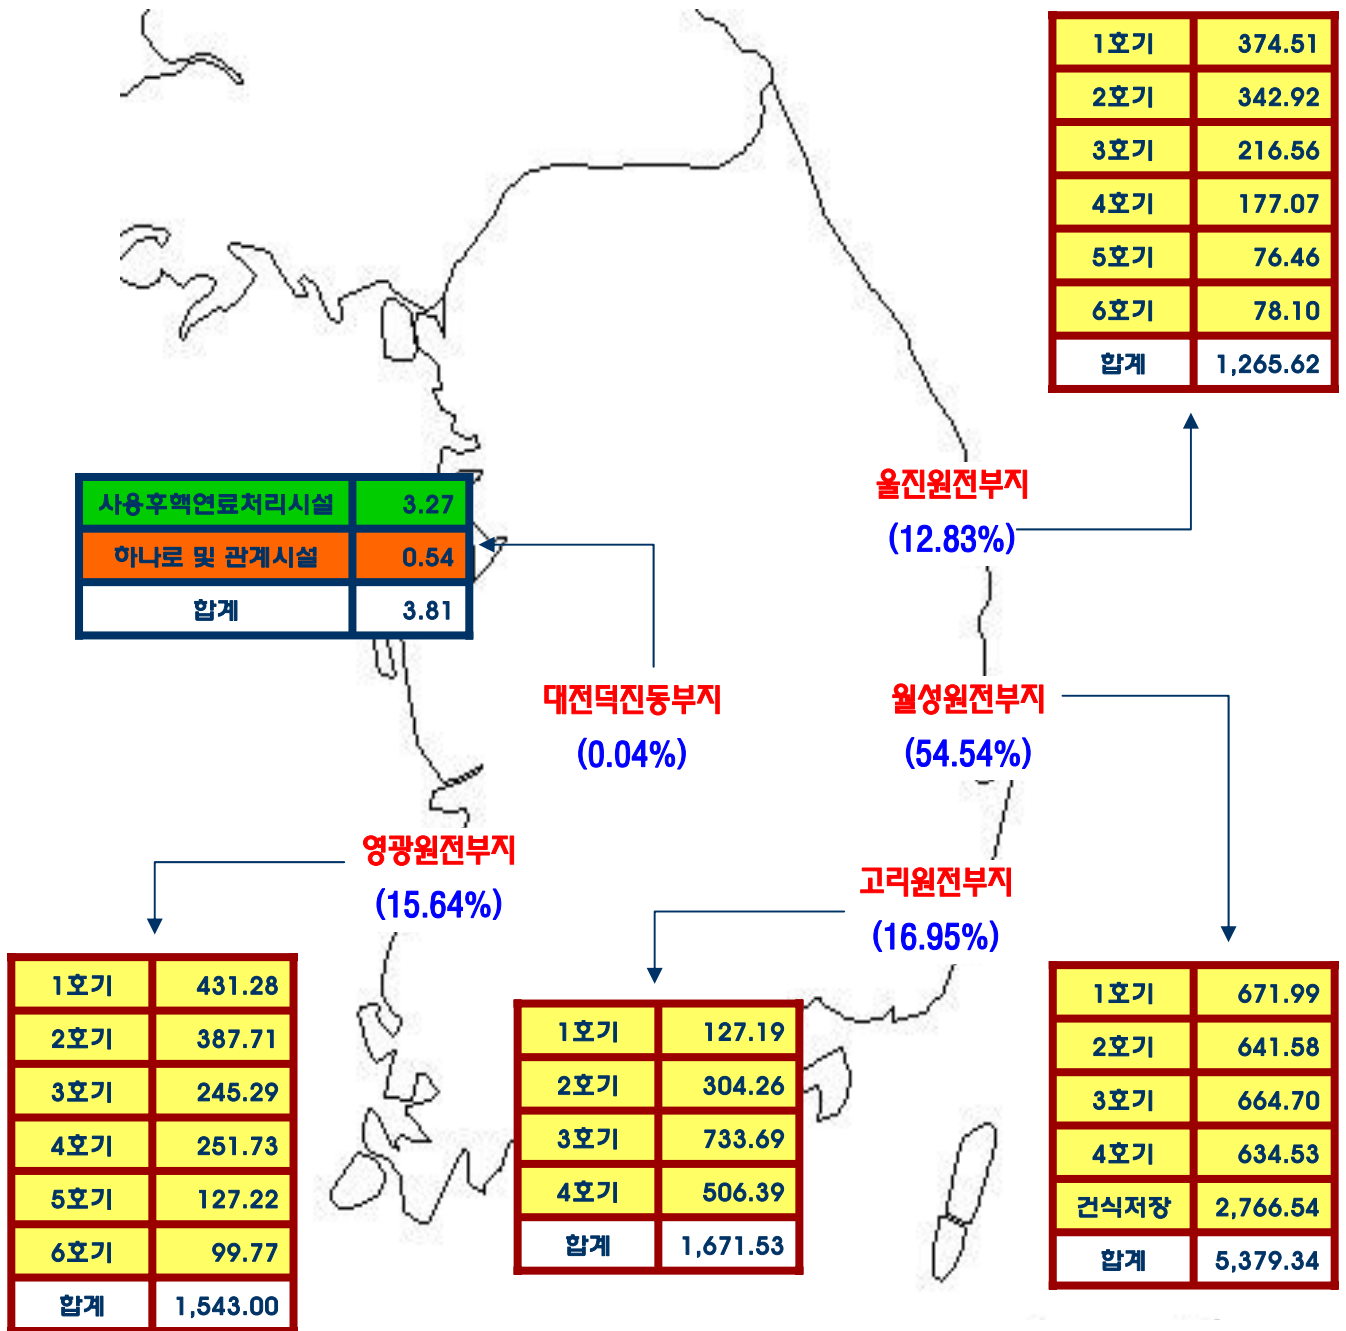 1호기 374.51
2호기 342.92
3호기 216.56
4호기 177.07
5호기 76.46
6호기 78.10
합계 1,265.62
울진원전부지
(12.83%)
사용후핵연료처리시설 3.27
하나로 및 관계시설 0.54
합계 3.81
대전덕진동부지
(0.04%)
월성원전부지
(54.54%)
영광원전부지
(15.64%)
고리원전부지
(16.95%)
1호기 431.28
2호기 387.71
3호기 245.29
4호기 251.73
5호기 127.22
6호기 99.77
합계 1,543.00
1호기 127.19
2호기 304.26
3호기 733.69
4호기 506.39
합계 1,671.53
1호기 671.99
2호기 641.58
3호기 664.70
4호기 634.53
건식저장 2,766.54
합계 5,379.34